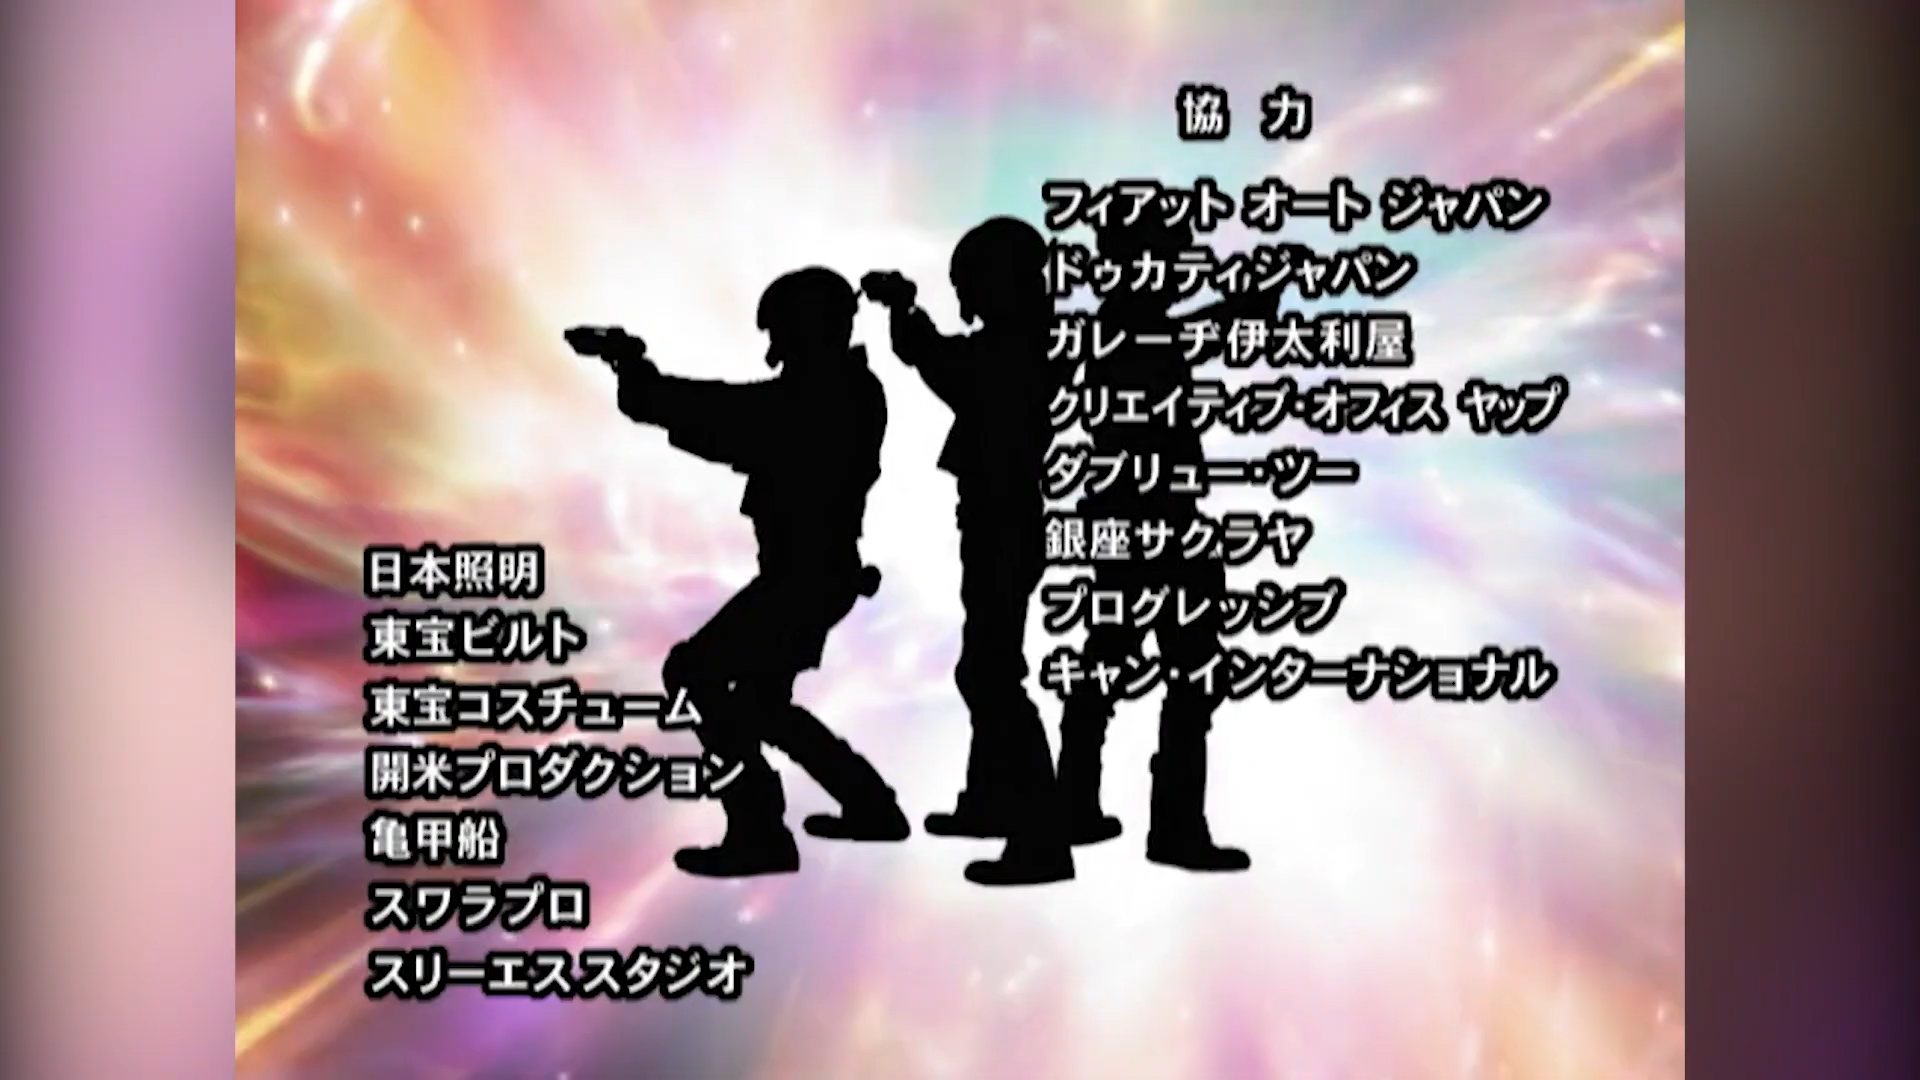 協 力
フィアット オート ジャパン
ドゥカティジャパン
ガレーヂ伊太利屋
クリエイティブ・オフィス ヤップ
ダブリュー・ツー
銀座サクラヤ
プログレッシブ
キャン・インターナショナル
日本照明
東宝ビルト
東宝コスチューム
開米プロダクション
亀甲船
スワラプロ
スリーエススタジオ